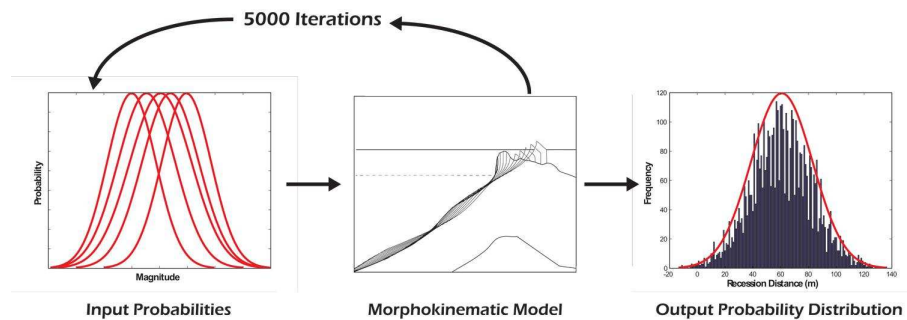 5000 Iterations
Probability
Magnitude
Input Probabilities
Morphokinematic Model
Frequency
120
100
80
60
40
20
0
-20 0 20 40 60 80 100 120 140
Recession Distance (m)
Output Probability Distribution